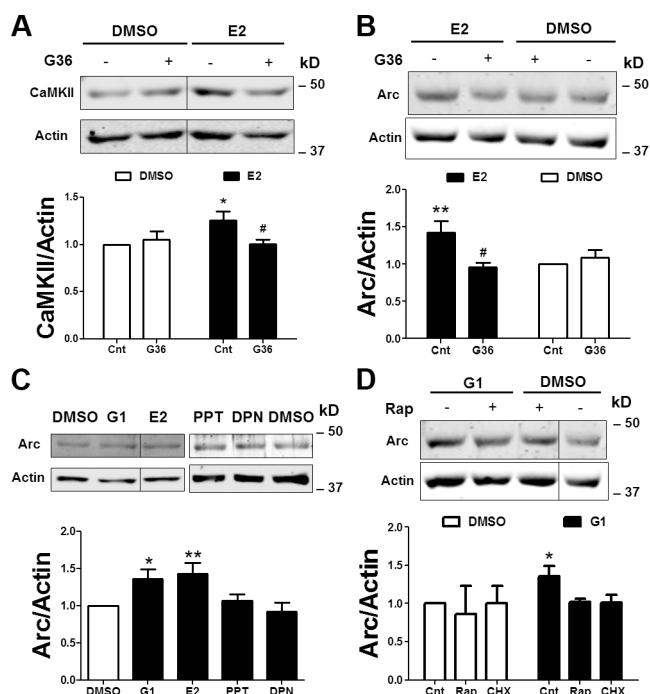 A
DMSO E2
G36 - + - + kD
CaMKII – 50
Actin
– 37
DMSO E2
CaMKII/Actin
1.5
*
1.0
#
0.5
0.0
Cnt G36 Cnt G36
B
E2 DMSO
G36 - + + - kD
Arc – 50
Actin
– 37
E2 DMSO
Arc/Actin
2.0
**
1.5
#
1.0
0.5
0.0
Cnt G36 Cnt G36
C
DMSO G1 E2 PPT DPN DMSO kD
Arc – 50
Actin
– 37
Arc/Actin
2.0
* **
1.5
1.0
0.5
0.0
DMSO G1 E2 PPT DPN
D
G1 DMSO
Rap - + + - kD
Arc – 50
Actin
– 37
DMSO G1
Arc/Actin
2.0
*
1.5
1.0
0.5
0.0
Cnt Rap CHX Cnt Rap CHX